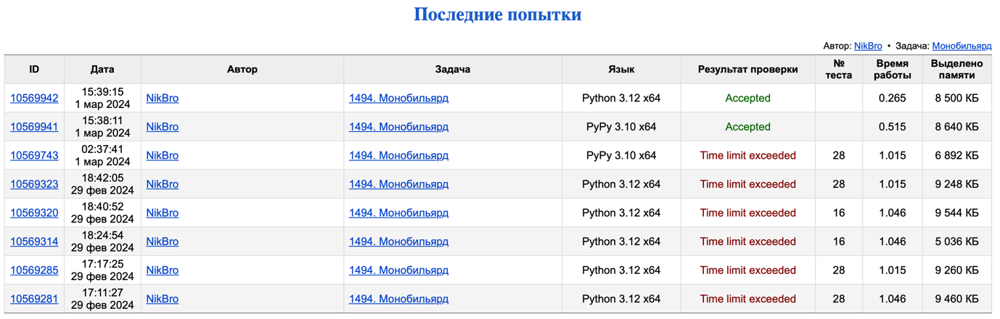 Последние попытки
Автор: NikBro • Задача: Монобильярд
ID Дата Автор Задача Язык Результат проверки № теста Время работы Выделено памяти
10569942 15:39:15 1 мар 2024 NikBro 1494. Монобильярд Python 3.12 x64 Accepted 0.265 8 500 КБ
10569941 15:38:11 1 мар 2024 NikBro 1494. Монобильярд PyPy 3.10 x64 Accepted 0.515 8 640 КБ
10569743 02:37:41 1 мар 2024 NikBro 1494. Монобильярд PyPy 3.10 x64 Time limit exceeded 28 1.015 6 892 КБ
10569323 18:42:05 29 фев 2024 NikBro 1494. Монобильярд Python 3.12 x64 Time limit exceeded 28 1.015 9 248 КБ
10569320 18:40:52 29 фев 2024 NikBro 1494. Монобильярд Python 3.12 x64 Time limit exceeded 16 1.046 9 544 КБ
10569314 18:24:54 29 фев 2024 NikBro 1494. Монобильярд Python 3.12 x64 Time limit exceeded 16 1.046 5 036 КБ
10569285 17:17:25 29 фев 2024 NikBro 1494. Монобильярд Python 3.12 x64 Time limit exceeded 28 1.015 9 260 КБ
10569281 17:11:27 29 фев 2024 NikBro 1494. Монобильярд Python 3.12 x64 Time limit exceeded 28 1.046 9 460 КБ